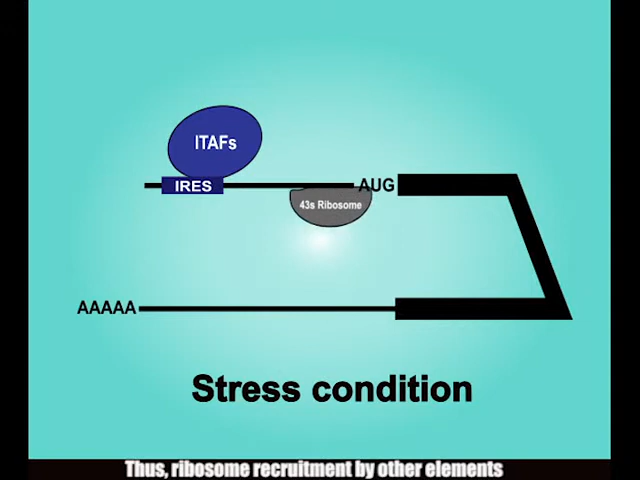 ITAFs
IRES
AUG
43s Ribosome
AAAAA
Stress condition
Thus, ribosome recruitment by other elements